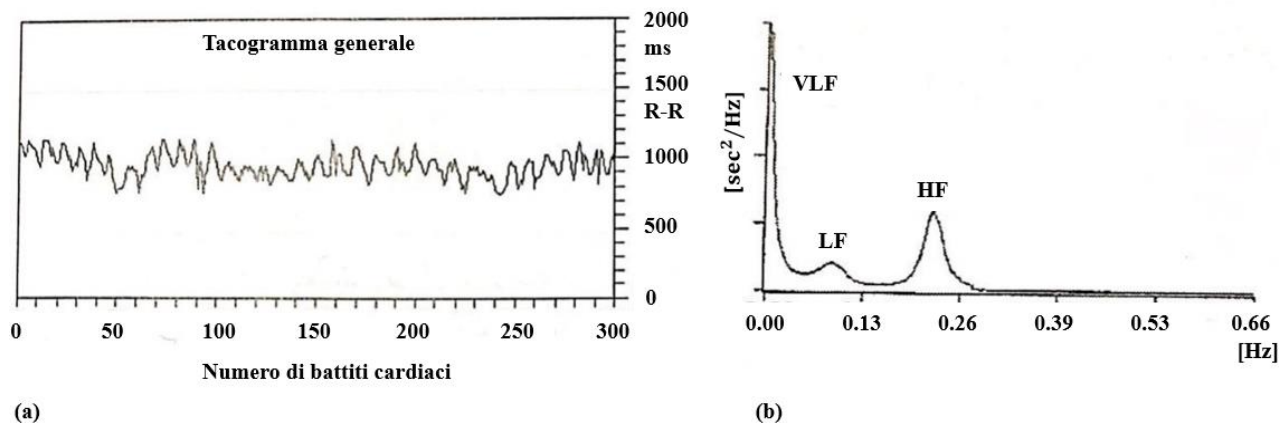 Tacogramma generale
2000
ms
1500
R-R
1000
500
0
0 50 100 150 200 250 300
Numero di battiti cardiaci
(a)
[sec²/Hz]
VLF
LF
HF
0.00 0.13 0.26 0.39 0.53 0.66
[Hz]
(b)